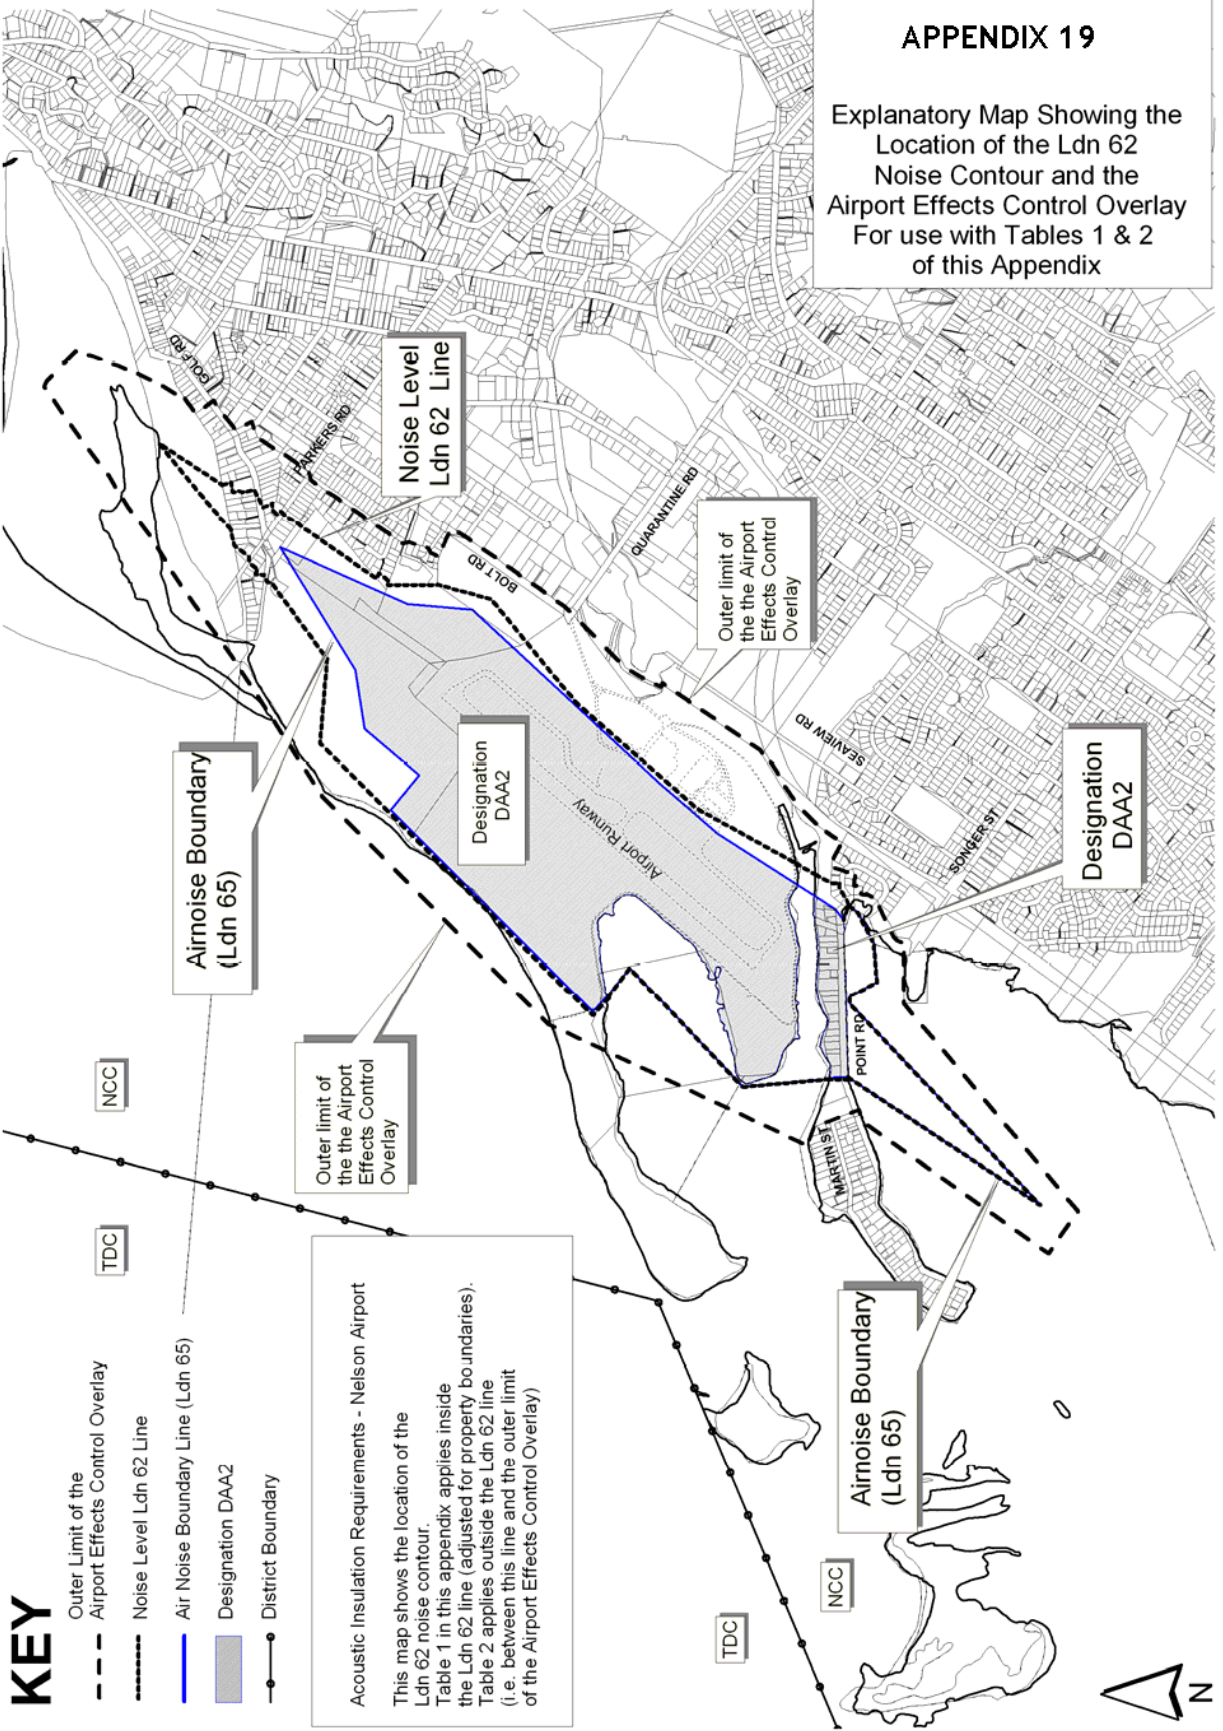 APPENDIX 19
Explanatory Map Showing the
Location of the Ldn 62
Noise Contour and the
Airport Effects Control Overlay
For use with Tables 1 & 2
of this Appendix
KEY
Outer Limit of the
Airport Effects Control Overlay
Noise Level Ldn 62 Line
Air Noise Boundary Line (Ldn 65)
Designation DAA2
District Boundary
Acoustic Insulation Requirements - Nelson Airport
This map shows the location of the
Ldn 62 noise contour.
Table 1 in this appendix applies inside
the Ldn 62 line (adjusted for property boundaries).
Table 2 applies outside the Ldn 62 line
(i.e. between this line and the outer limit
of the Airport Effects Control Overlay)
TDC
NCC
TDC
NCC
Outer limit of
the the Airport
Effects Control
Overlay
Airnoise Boundary
(Ldn 65)
Designation
DAA2
Airport Runway
Noise Level
Ldn 62 Line
GOLF RD
PARKERS RD
BOLT RD
QUARANTINE RD
Outer limit of
the the Airport
Effects Control
Overlay
SEAVIEW RD
SONGER ST
Designation
DAA2
POINT RD
MARTIN ST
Airnoise Boundary
(Ldn 65)
N